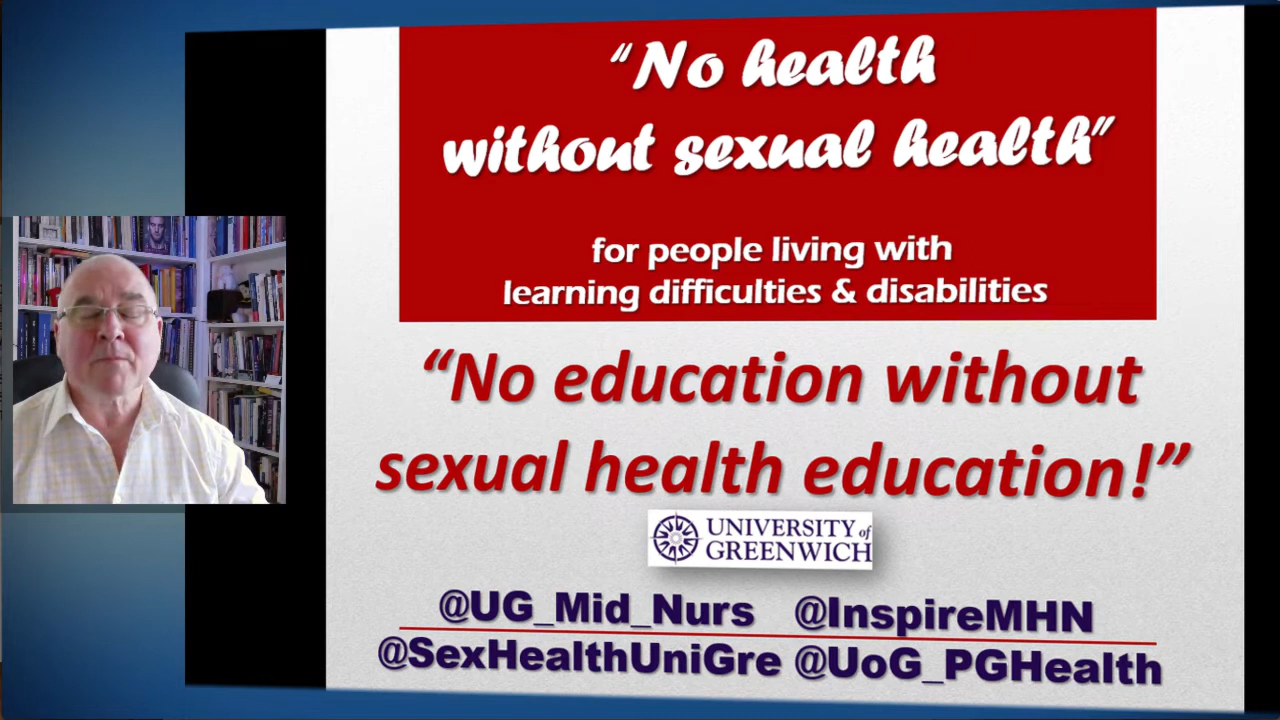 “No health
without sexual health”
for people living with
learning difficulties & disabilities
“No education without
sexual health education!”
UNIVERSITY of
GREENWICH
@UG_Mid_Nurs @InspireMHN
@SexHealthUniGre @UoG_PGHealth